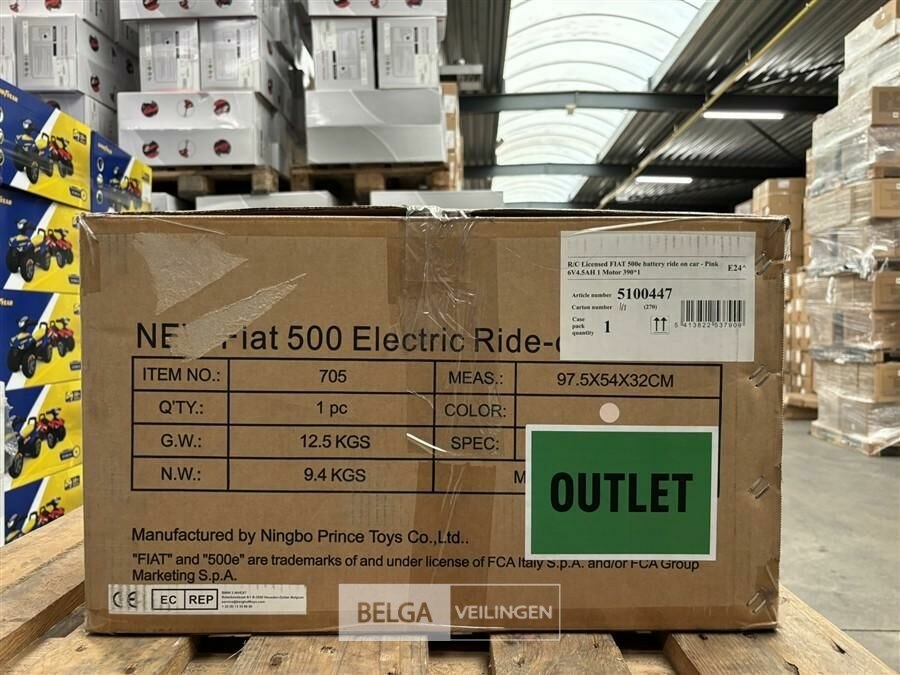 R/C Licensed FIAT 500e battery ride on car - Pink
6V4.5AH 1 Motor 390*1
E24^
Article number 5100447
Carton number 1/1 (270)
Case pack quantity 1
5 413822 537909
Fiat 500 Electric Ride-
ITEM NO.: 705 MEAS.: 97.5X54X32CM
Q'TY.: 1 pc COLOR:
G.W.: 12.5 KGS SPEC:
N.W.: 9.4 KGS M
OUTLET
Manufactured by Ningbo Prince Toys Co.,Ltd..
"FIAT" and "500e" are trademarks of and under license of FCA Italy S.p.A. and/or FCA Group
Marketing S.p.A.
CE EC REP
BELGA VEILINGEN